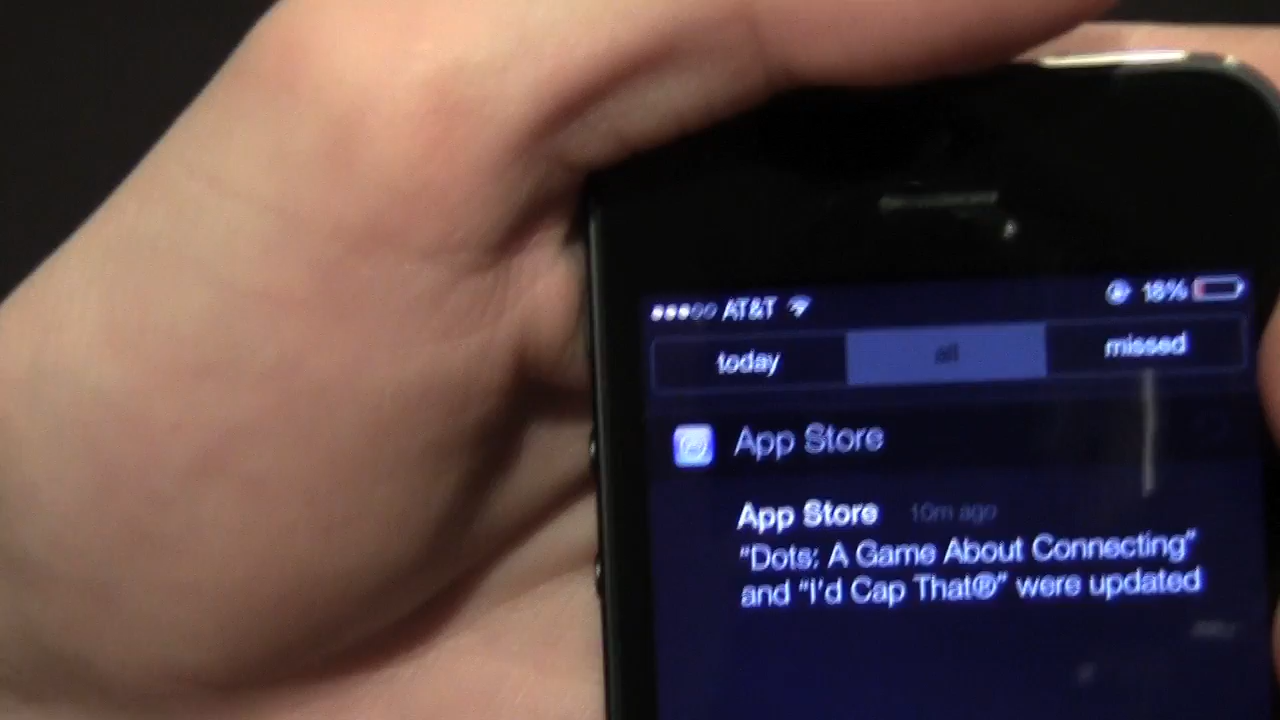 AT&T 18%
today all missed
App Store
App Store 10m ago
“Dots: A Game About Connecting”
and “I’d Cap That®” were updated